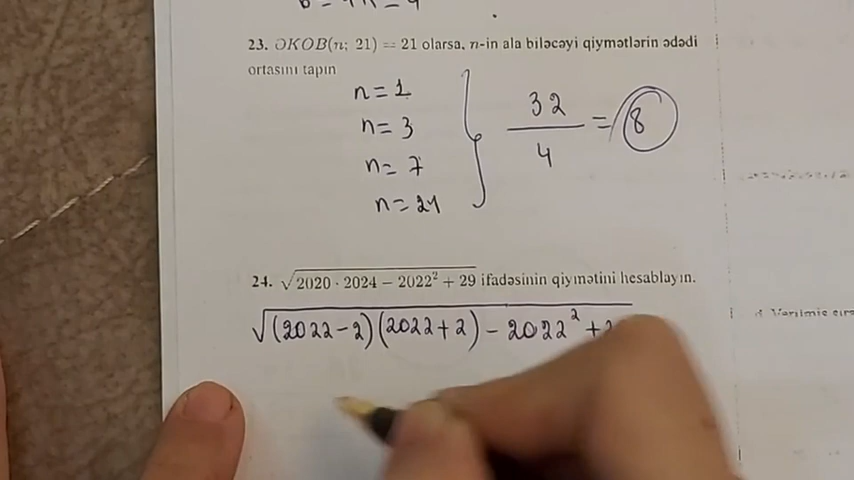 23. ƏKOB(n; 21) = 21 olarsa, n-in ala biləcəyi qiymətlərin ədədi
ortasını tapın
n = 1
n = 3
n = 7
n = 21
32 / 4 = 8
24. √(2020 · 2024 − 2022² + 29) ifadəsinin qiymətini hesablayın.
√(2022 − 2)(2022 + 2) − 2022² +